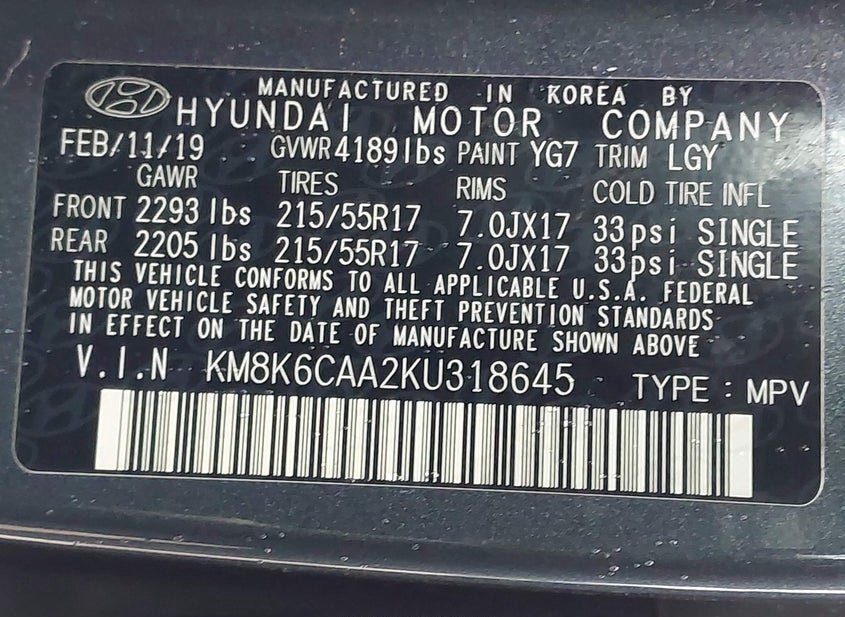 MANUFACTURED IN KOREA BY
HYUNDAI MOTOR COMPANY
FEB/11/19 GVWR 4189 lbs PAINT YG7 TRIM LGY
GAWR TIRES RIMS COLD TIRE INFL
FRONT 2293 lbs 215/55R17 7.0JX17 33psi SINGLE
REAR 2205 lbs 215/55R17 7.0JX17 33psi SINGLE
THIS VEHICLE CONFORMS TO ALL APPLICABLE U.S.A. FEDERAL
MOTOR VEHICLE SAFETY AND THEFT PREVENTION STANDARDS
IN EFFECT ON THE DATE OF MANUFACTURE SHOWN ABOVE
V.I.N KM8K6CAA2KU318645 TYPE : MPV